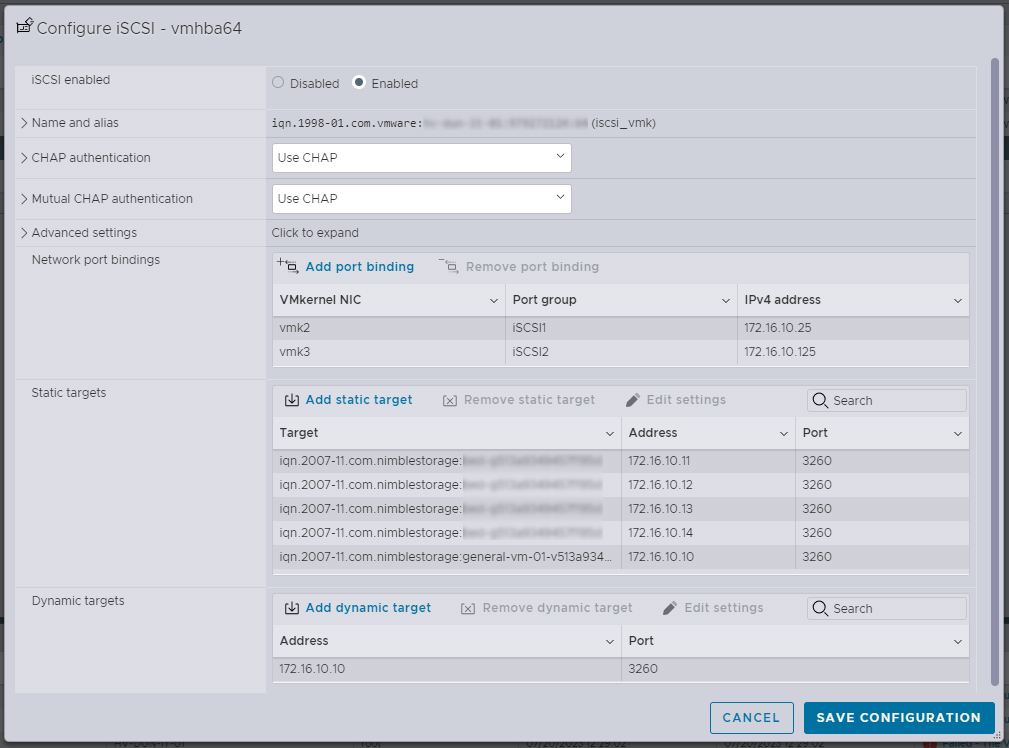 Configure iSCSI - vmhba64
iSCSI enabled
Disabled Enabled
Name and alias
iqn.1998-01.com.vmware: (iscsi_vmk)
CHAP authentication
Use CHAP
Mutual CHAP authentication
Use CHAP
Advanced settings
Click to expand
Network port bindings
Add port binding Remove port binding
VMkernel NIC Port group IPv4 address
vmk2 iSCSI1 172.16.10.25
vmk3 iSCSI2 172.16.10.125
Static targets
Add static target Remove static target Edit settings Search
Target Address Port
iqn.2007-11.com.nimblestorage: 172.16.10.11 3260
iqn.2007-11.com.nimblestorage: 172.16.10.12 3260
iqn.2007-11.com.nimblestorage: 172.16.10.13 3260
iqn.2007-11.com.nimblestorage: 172.16.10.14 3260
iqn.2007-11.com.nimblestorage:general-vm-01-v513a934... 172.16.10.10 3260
Dynamic targets
Add dynamic target Remove dynamic target Edit settings Search
Address Port
172.16.10.10 3260
CANCEL SAVE CONFIGURATION